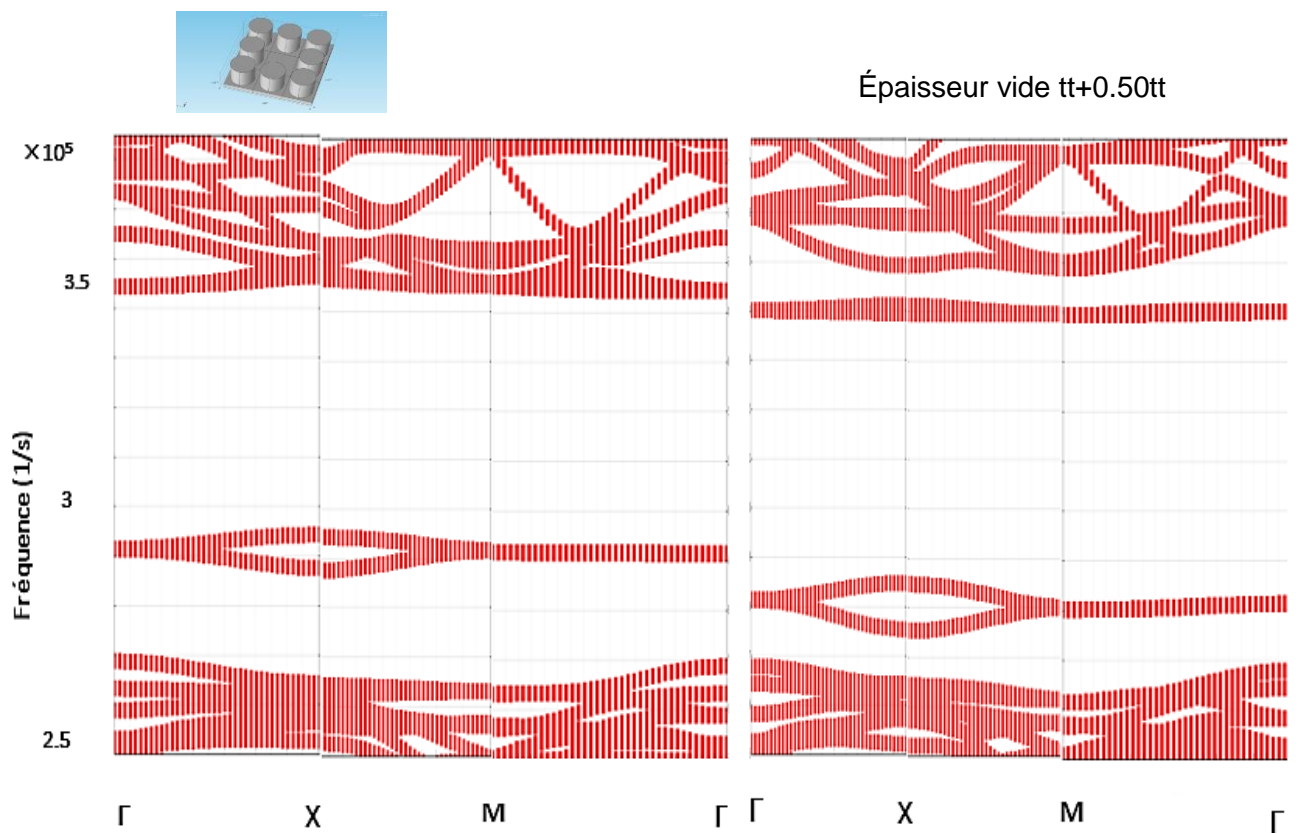 Épaisseur vide tt+0.50tt
×10⁵
3.5
3
2.5
Fréquence (1/s)
Γ X M Γ Γ X M Γ